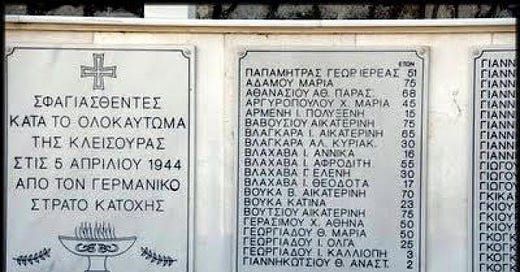 ΣΦΑΓΙΑΣΘΕΝΤΕΣ
ΚΑΤΑ ΤΟ ΟΛΟΚΑΥΤΩΜΑ
ΤΗΣ ΚΛΕΙΣΟΥΡΑΣ
ΣΤΙΣ 5 ΑΠΡΙΛΙΟΥ 1944
ΑΠΟ ΤΟΝ ΓΕΡΜΑΝΙΚΟ
ΣΤΡΑΤΟ ΚΑΤΟΧΗΣ
ΕΤΩΝ
ΠΑΠΑΜΗΤΡΑΣ ΓΕΩΡ ΙΕΡΕΑΣ 51
ΑΔΑΜΟΥ ΜΑΡΙΑ 75
ΑΘΑΝΑΣΙΟΥ ΑΘ. ΠΑΡΑΣ. 68
ΑΡΓΥΡΟΠΟΥΛΟΥ Χ. ΜΑΡΙΑ 45
ΑΡΜΕΝΗ Ι. ΠΟΛΥΞΕΝΗ 15
ΒΑΒΟΥΣΙΟΥ ΑΙΚΑΤΕΡΙΝΗ 75
ΒΛΑΓΚΑΡΑ Ι. ΑΙΚΑΤΕΡΙΝΗ 65
ΒΛΑΓΚΑΡΑ ΑΛ. ΚΥΡΙΑΚ. 30
ΒΛΑΧΑΒΑ Ι. ΑΝΝΙΚΑ 16
ΒΛΑΧΑΒΑ Ι. ΑΦΡΟΔΙΤΗ 55
ΒΛΑΧΑΒΑ Γ. ΕΛΕΝΗ 30
ΒΛΑΧΑΒΑ Ι. ΘΕΟΔΟΤΑ 17
ΒΟΥΚΑ Β. ΑΙΚΑΤΕΡΙΝΗ 70
ΒΟΥΚΑ ΚΑΤΙΝΑ 23
ΒΟΥΤΣΙΟΥ ΑΙΚΑΤΕΡΙΝΗ 75
ΓΕΡΑΣΙΜΟΥ Χ. ΑΘΗΝΑ 50
ΓΕΩΡΓΙΑΔΟΥ Θ. ΜΑΡΙΑ 50
ΓΕΩΡΓΙΑΔΟΥ Ι. ΟΛΓΑ 25
ΓΕΩΡΓΙΑΔΟΥ Ι. ΚΑΛΛΙΟΠΗ 3
ΓΙΑΝΝΗΚΩΤΣΙΟΥ Θ. ΑΝΑΣΤ. 2